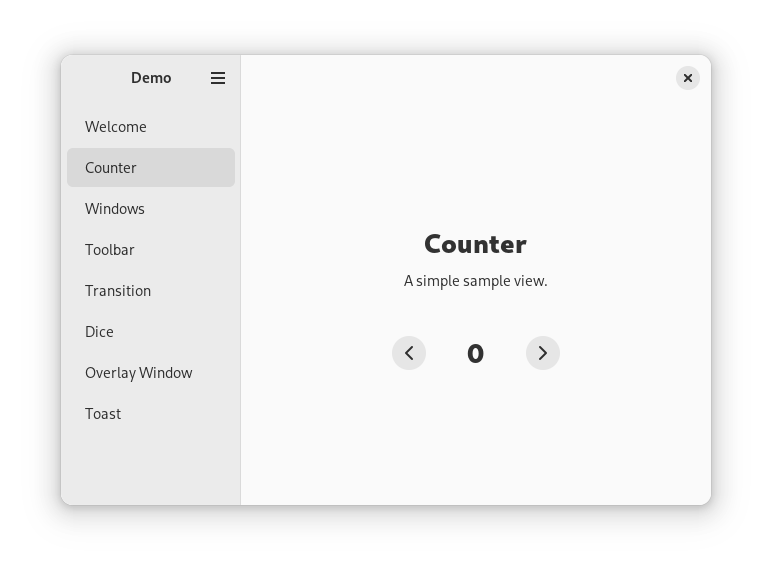 Demo
Welcome
Counter
Windows
Toolbar
Transition
Dice
Overlay Window
Toast
Counter
A simple sample view.
0